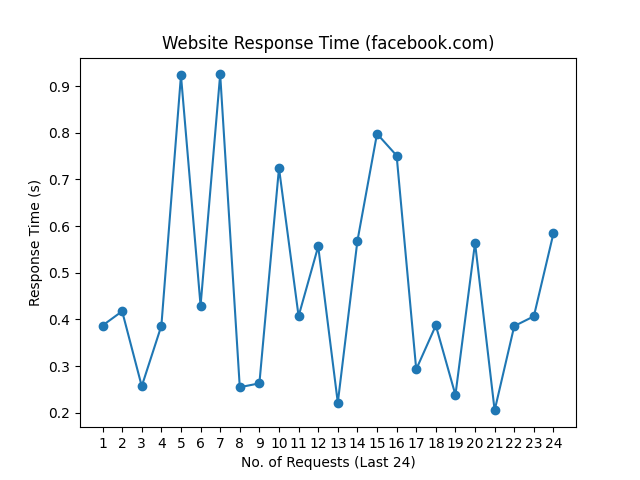 Website Response Time (facebook.com)
0.9
0.8
0.7
0.6
0.5
0.4
0.3
0.2
Response Time (s)
1 2 3 4 5 6 7 8 9 10 11 12 13 14 15 16 17 18 19 20 21 22 23 24
No. of Requests (Last 24)